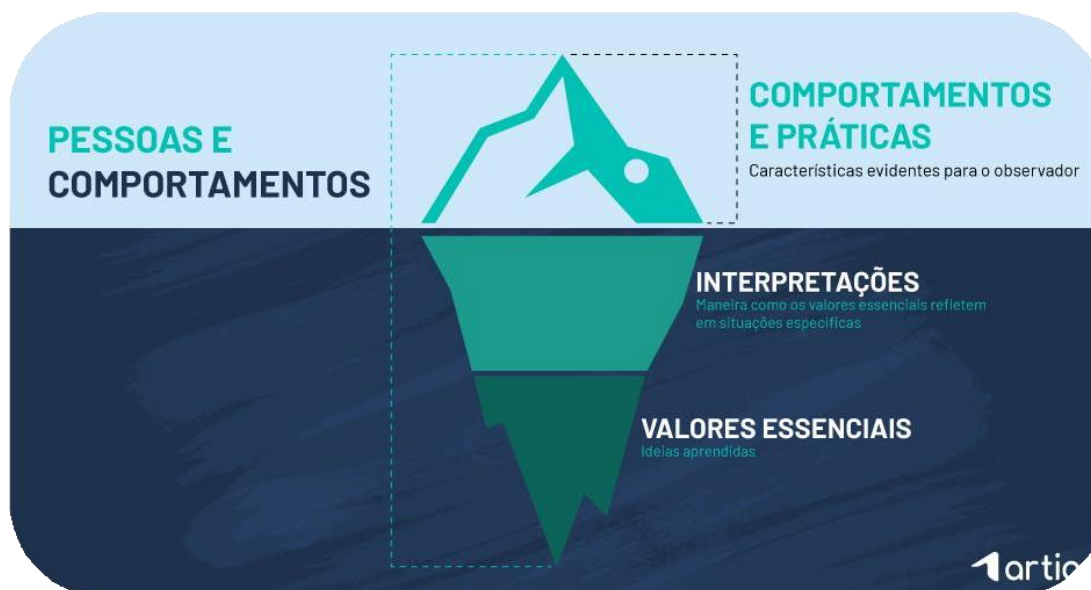 PESSOAS E
COMPORTAMENTOS
COMPORTAMENTOS
E PRÁTICAS
Características evidentes para o observador
INTERPRETAÇÕES
Maneira como os valores essenciais refletem
em situações específicas
VALORES ESSENCIAIS
Ideias aprendidas